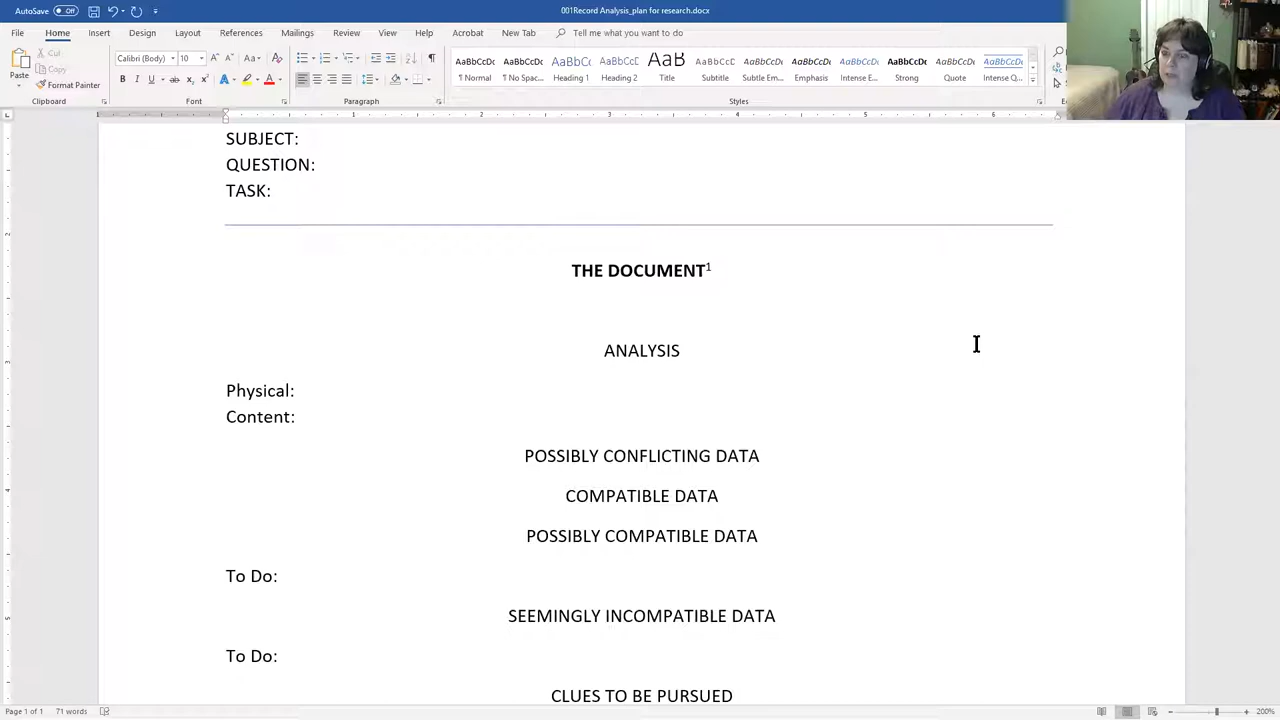 AutoSave Off
001Record Analysis_plan for research.docx
File Home Insert Draw Design Layout References Mailings Review View Help Acrobat New Tab Tell me what you want to do
Paste
Cut
Copy
Format Painter
Calibri (Body) 10
AaBbCcDc AaBbCcDc AaBbCc AaBbCcC AaB AaBbCcC AaBbCcDc AaBbCcDc AaBbCcDc AaBbCcDc AaBbCcDc AaBbCcDc
¶ Normal ¶ No Spac... Heading 1 Heading 2 Title Subtitle Subtle Em... Emphasis Intense E... Strong Quote Intense Q...
Clipboard Font Paragraph Styles
SUBJECT:
QUESTION:
TASK:
THE DOCUMENT1
ANALYSIS
Physical:
Content:
POSSIBLY CONFLICTING DATA
COMPATIBLE DATA
POSSIBLY COMPATIBLE DATA
To Do:
SEEMINGLY INCOMPATIBLE DATA
To Do:
CLUES TO BE PURSUED
Page 1 of 1 71 words 200%